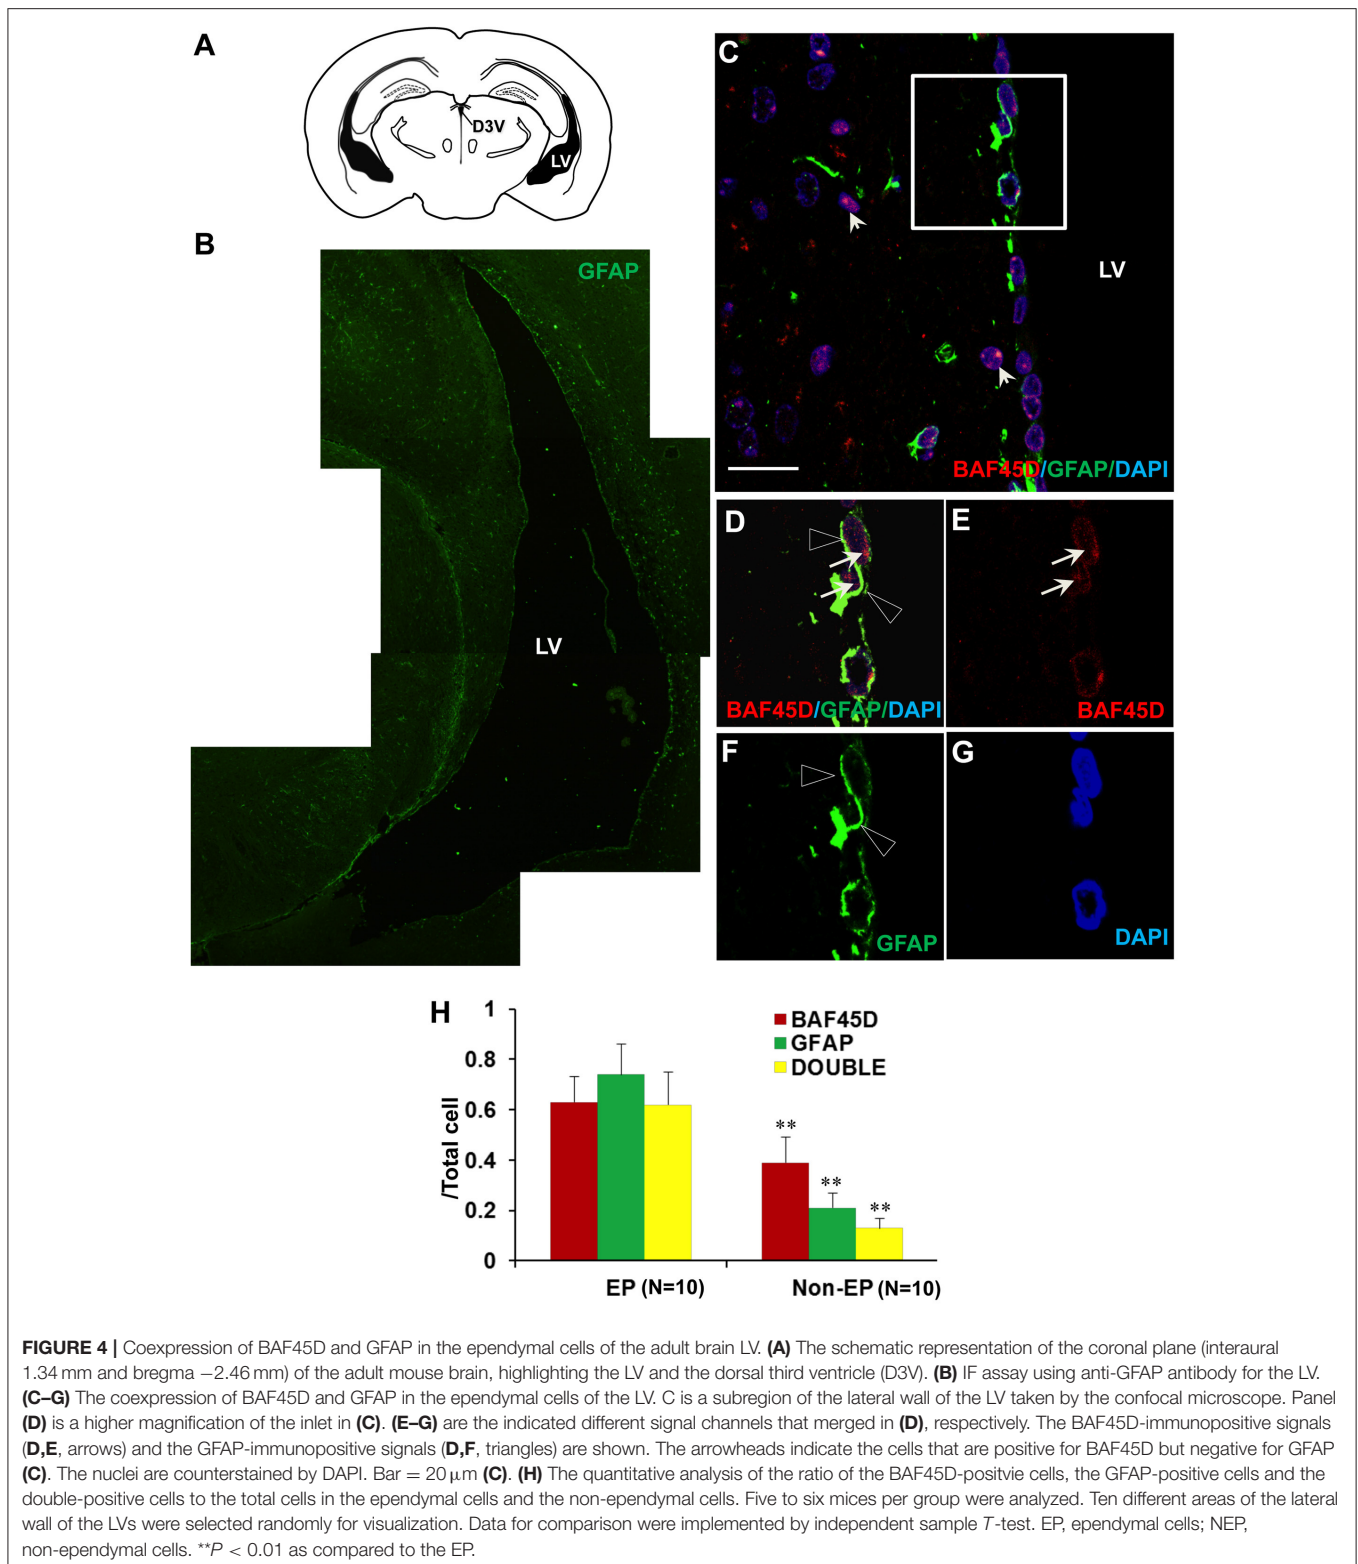 A
D3V
LV
B
GFAP
LV
C
LV
BAF45D/GFAP/DAPI
D
BAF45D/GFAP/DAPI
E
BAF45D
F
GFAP
G
DAPI
H
1
0.8
0.6
0.4
0.2
0
/Total cell
BAF45D
GFAP
DOUBLE
**
**
**
EP (N=10)
Non-EP (N=10)
FIGURE 4 | Coexpression of BAF45D and GFAP in the ependymal cells of the adult brain LV. (A) The schematic representation of the coronal plane (interaural
1.34 mm and bregma −2.46 mm) of the adult mouse brain, highlighting the LV and the dorsal third ventricle (D3V). (B) IF assay using anti-GFAP antibody for the LV.
(C–G) The coexpression of BAF45D and GFAP in the ependymal cells of the LV. C is a subregion of the lateral wall of the LV taken by the confocal microscope. Panel
(D) is a higher magnification of the inlet in (C). (E–G) are the indicated different signal channels that merged in (D), respectively. The BAF45D-immunopositive signals
(D,E, arrows) and the GFAP-immunopositive signals (D,F, triangles) are shown. The arrowheads indicate the cells that are positive for BAF45D but negative for GFAP
(C). The nuclei are counterstained by DAPI. Bar = 20 μm (C). (H) The quantitative analysis of the ratio of the BAF45D-positvie cells, the GFAP-positive cells and the
double-positive cells to the total cells in the ependymal cells and the non-ependymal cells. Five to six mices per group were analyzed. Ten different areas of the lateral
wall of the LVs were selected randomly for visualization. Data for comparison were implemented by independent sample T-test. EP, ependymal cells; NEP,
non-ependymal cells. **P < 0.01 as compared to the EP.